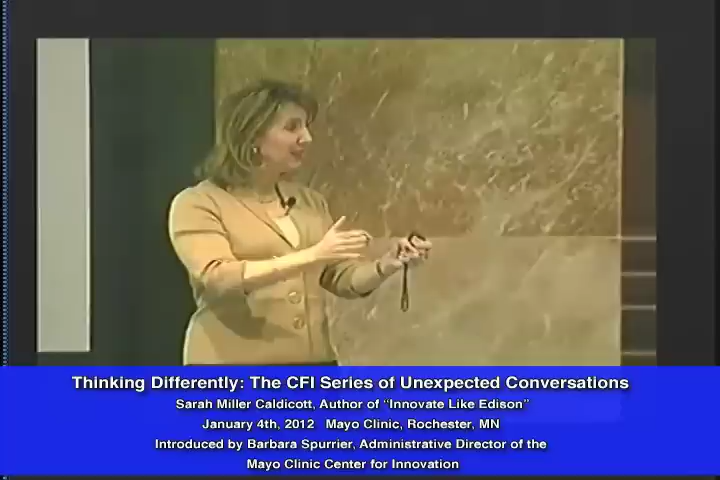 Thinking Differently: The CFI Series of Unexpected Conversations
Sarah Miller Caldicott, Author of “Innovate Like Edison”
January 4th, 2012 Mayo Clinic, Rochester, MN
Introduced by Barbara Spurrier, Administrative Director of the
Mayo Clinic Center for Innovation